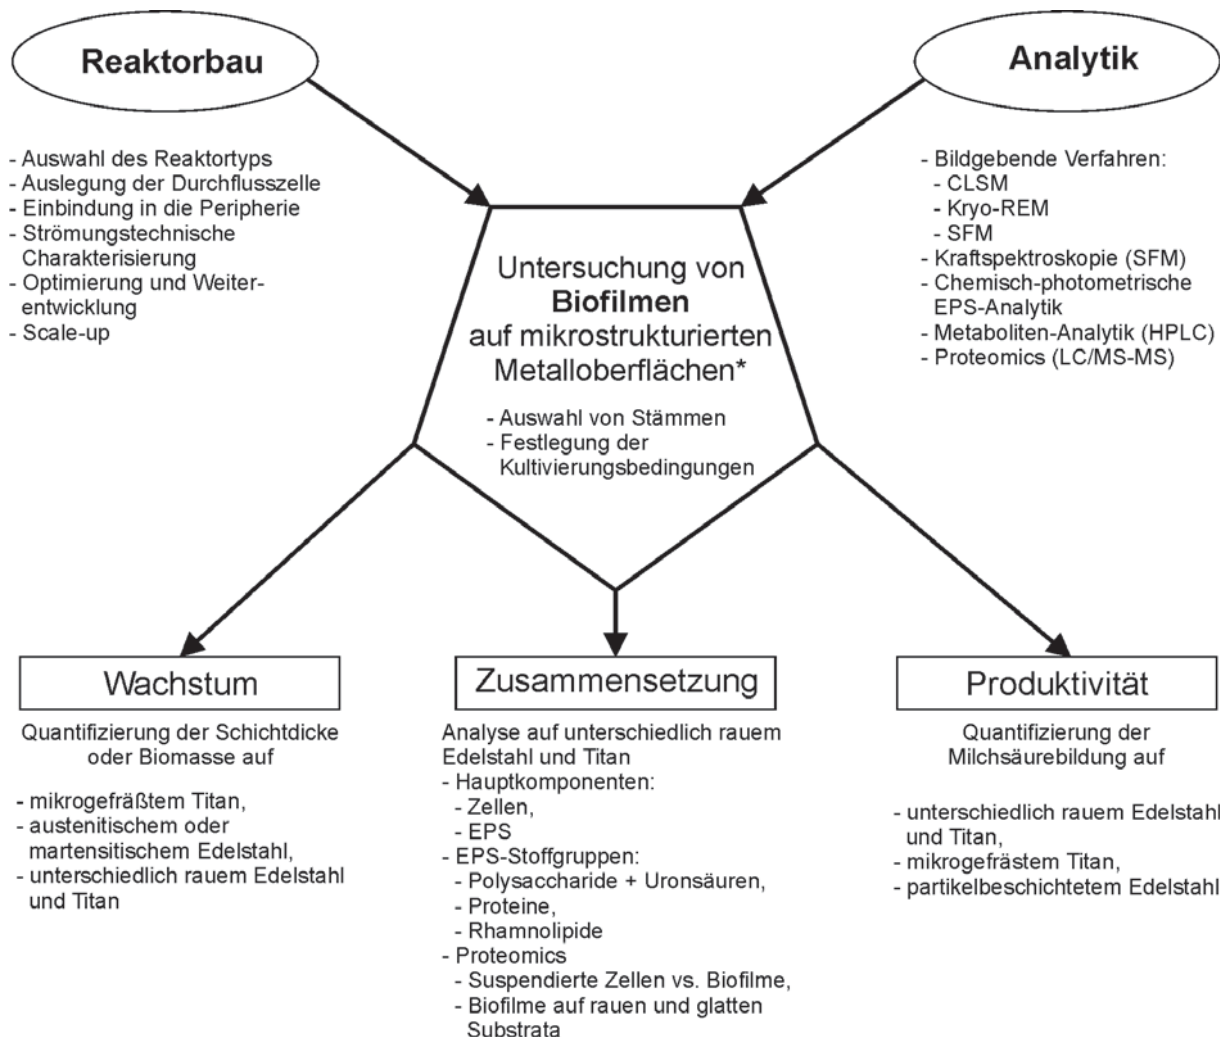 Reaktorbau
- Auswahl des Reaktortyps
- Auslegung der Durchflusszelle
- Einbindung in die Peripherie
- Strömungstechnische
Charakterisierung
- Optimierung und Weiter-
entwicklung
- Scale-up
Analytik
- Bildgebende Verfahren:
- CLSM
- Kryo-REM
- SFM
- Kraftspektroskopie (SFM)
- Chemisch-photometrische
EPS-Analytik
- Metaboliten-Analytik (HPLC)
- Proteomics (LC/MS-MS)
Untersuchung von
Biofilmen
auf mikrostrukturierten
Metalloberflächen*
- Auswahl von Stämmen
- Festlegung der
Kultivierungsbedingungen
Wachstum
Quantifizierung der Schichtdicke
oder Biomasse auf
- mikrogefräßtem Titan,
- austenitischem oder
martensitischem Edelstahl,
- unterschiedlich rauem Edelstahl
und Titan
Zusammensetzung
Analyse auf unterschiedlich rauem
Edelstahl und Titan
- Hauptkomponenten:
- Zellen,
- EPS
- EPS-Stoffgruppen:
- Polysaccharide + Uronsäuren,
- Proteine,
- Rhamnolipide
- Proteomics
- Suspendierte Zellen vs. Biofilme,
- Biofilme auf rauen und glatten
Substrata
Produktivität
Quantifizierung der
Milchsäurebildung auf
- unterschiedlich rauem Edelstahl
und Titan,
- mikrogefrästem Titan,
- partikelbeschichtetem Edelstahl